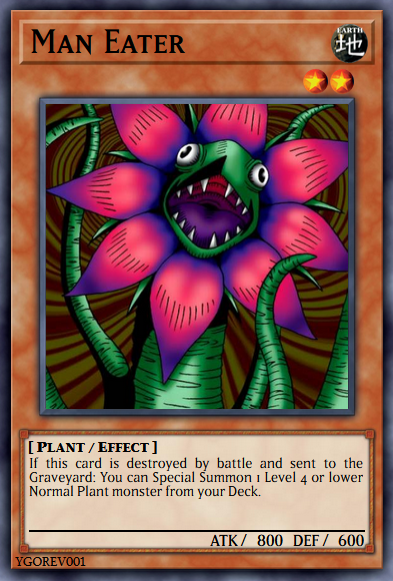 Man Eater
EARTH
地
[ Plant / Effect ]
If this card is destroyed by battle and sent to the
Graveyard: You can Special Summon 1 Level 4 or lower
Normal Plant monster from your Deck.
ATK / 800 DEF / 600
YGOREV001